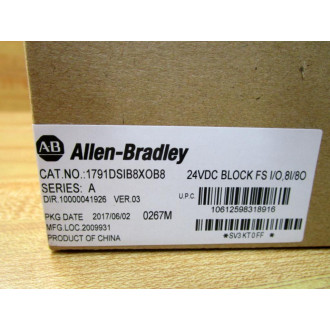 AB Allen-Bradley
CAT.NO.:1791DSIB8XOB8 24VDC BLOCK FS I/O,8I/8O
SERIES: A
DIR.10000041926 VER.03
U.P.C.
10612598318916
PKG DATE 2017/06/02 0267M
MFG.LOC.2009931
PRODUCT OF CHINA
*SV3KT0FF *